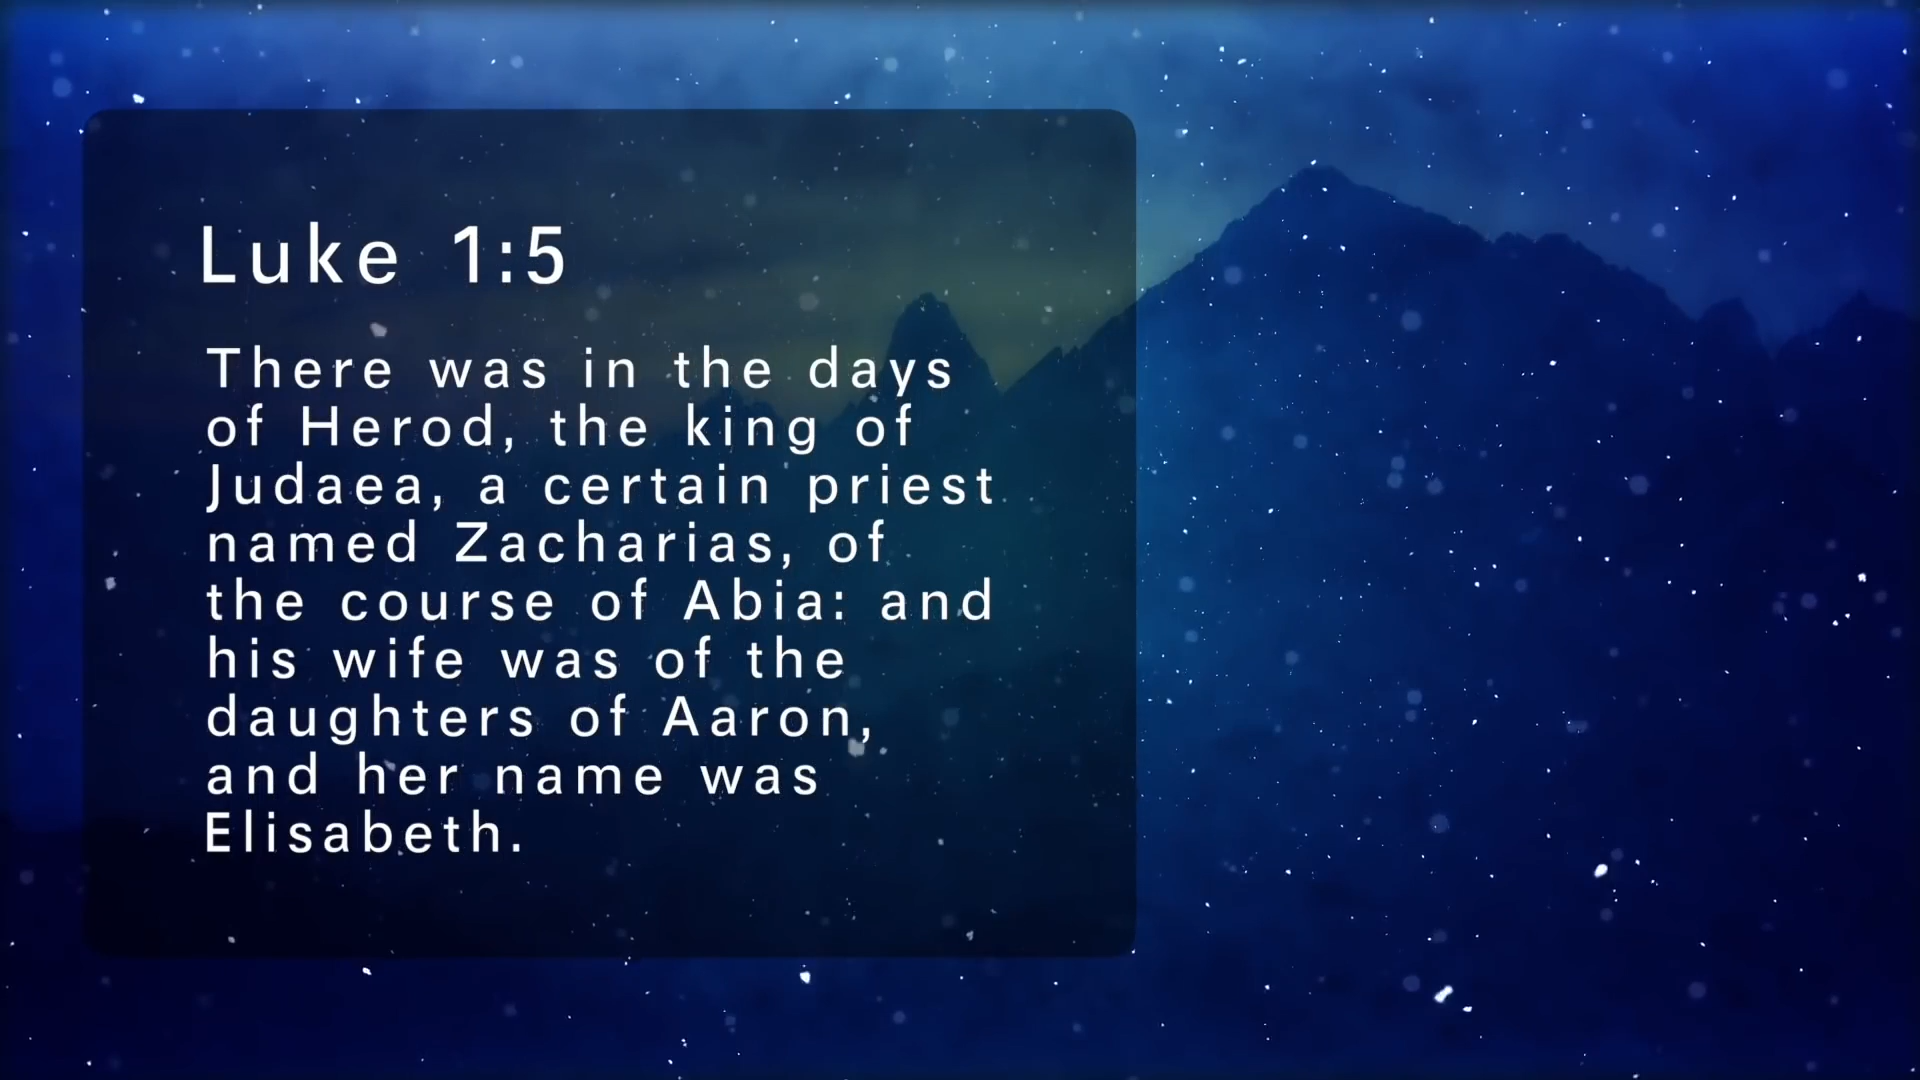 Luke 1:5
There was in the days
of Herod, the king of
Judaea, a certain priest
named Zacharias, of
the course of Abia: and
his wife was of the
daughters of Aaron,
and her name was
Elisabeth.